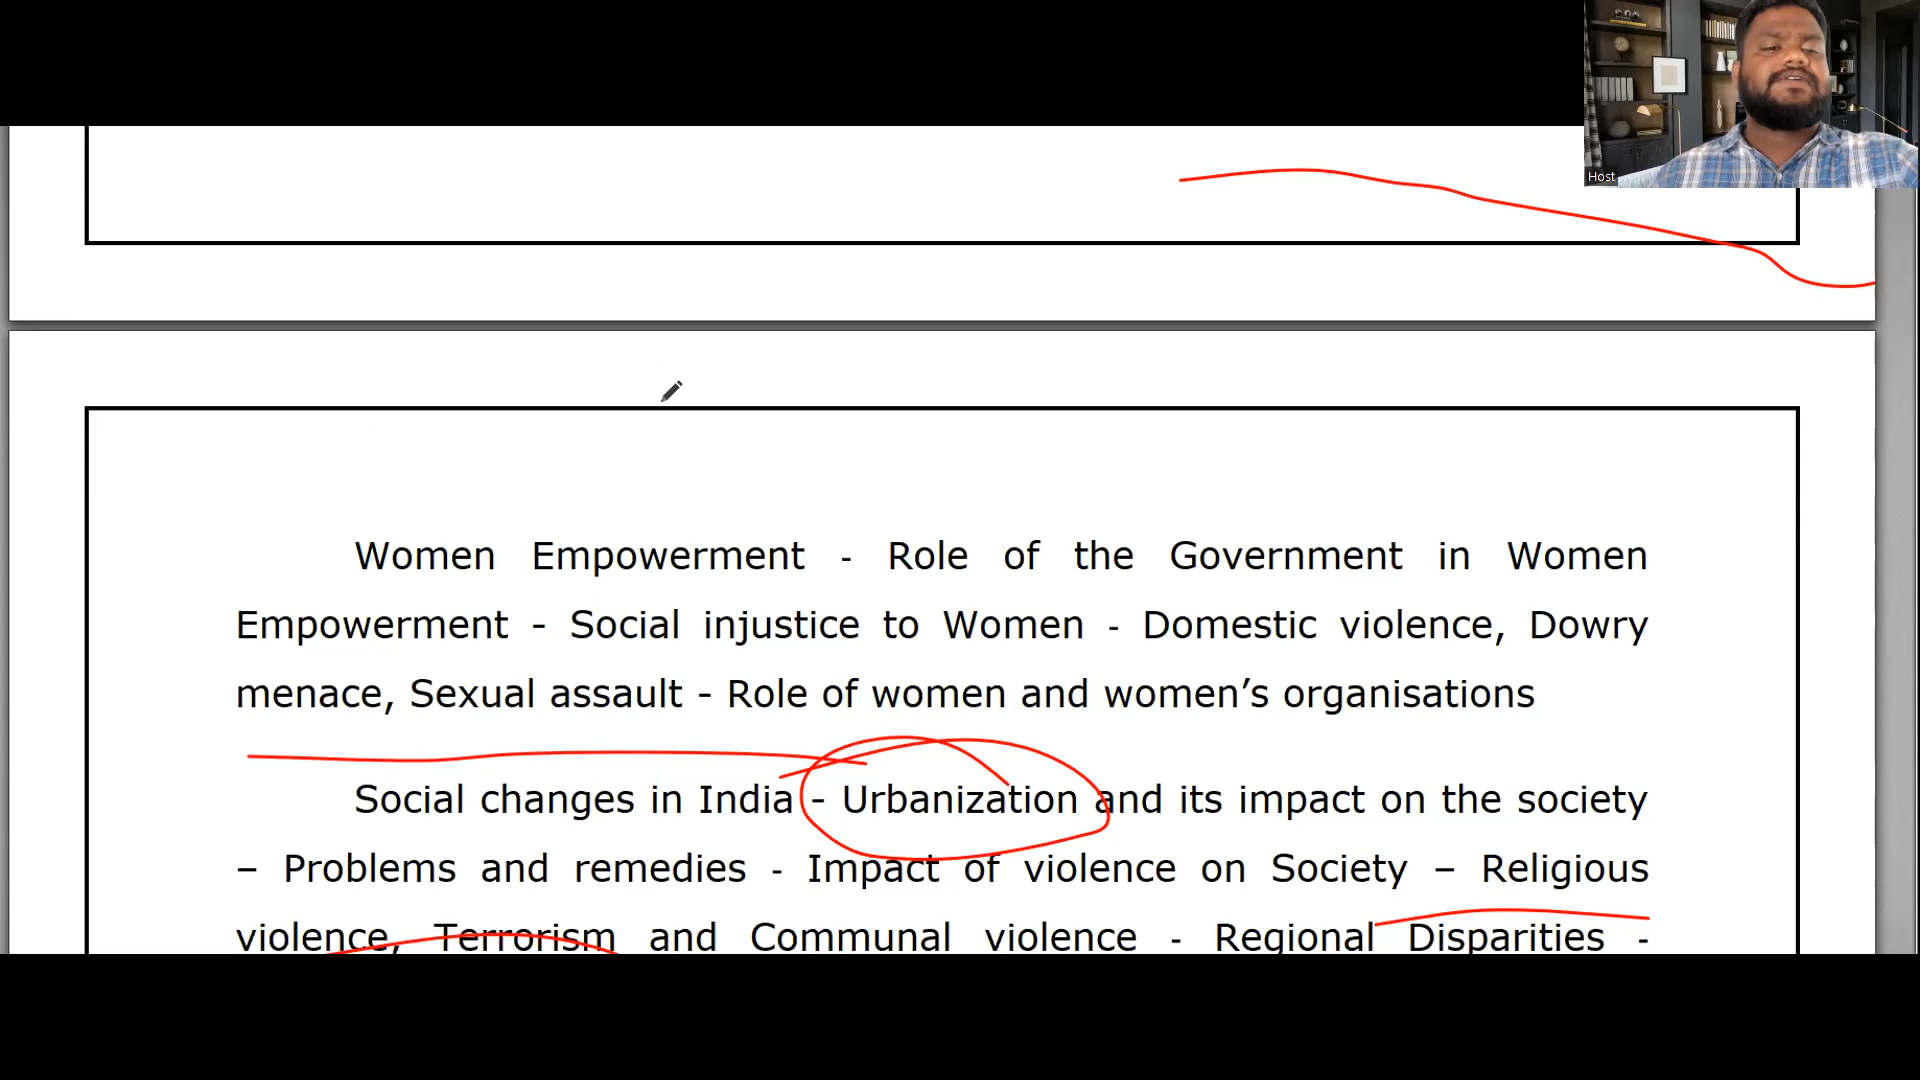 Host
Women Empowerment - Role of the Government in Women
Empowerment - Social injustice to Women - Domestic violence, Dowry
menace, Sexual assault - Role of women and women’s organisations
Social changes in India - Urbanization and its impact on the society
– Problems and remedies - Impact of violence on Society – Religious
violence, Terrorism and Communal violence - Regional Disparities -